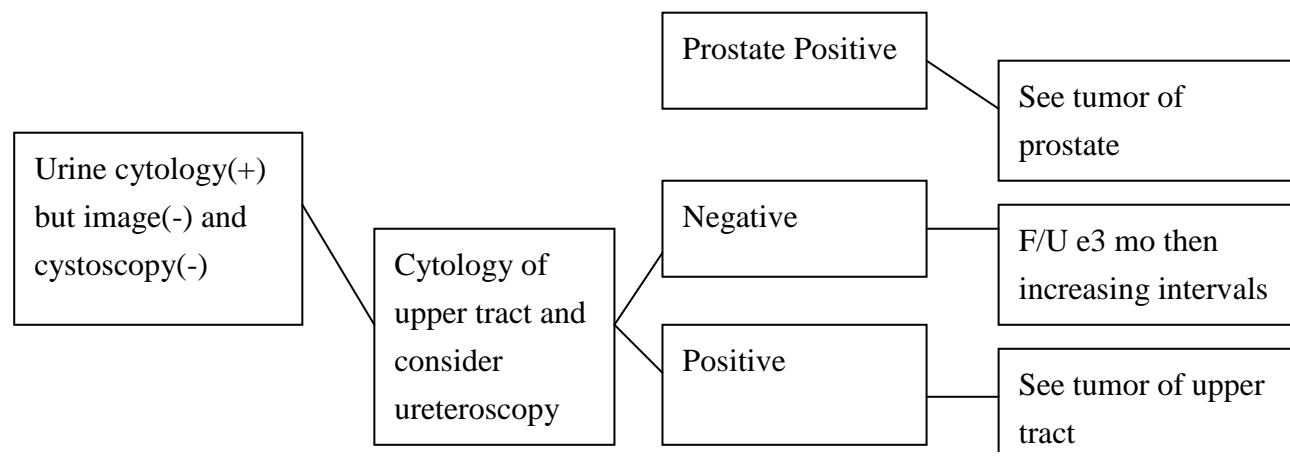 Urine cytology(+)
but image(-) and
cystoscopy(-)
Cytology of
upper tract and
consider
ureteroscopy
Prostate Positive
See tumor of
prostate
Negative
F/U e3 mo then
increasing intervals
Positive
See tumor of upper
tract